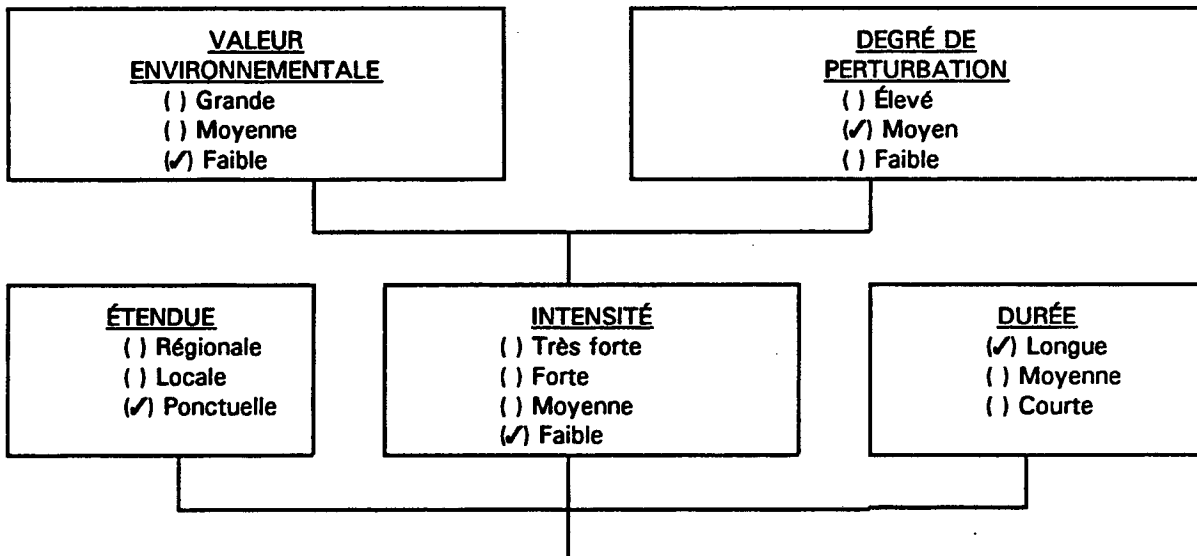 VALEUR
ENVIRONNEMENTALE
( ) Grande
( ) Moyenne
(✓) Faible
DEGRÉ DE
PERTURBATION
( ) Élevé
(✓) Moyen
( ) Faible
ÉTENDUE
( ) Régionale
( ) Locale
(✓) Ponctuelle
INTENSITÉ
( ) Très forte
( ) Forte
( ) Moyenne
(✓) Faible
DURÉE
(✓) Longue
( ) Moyenne
( ) Courte